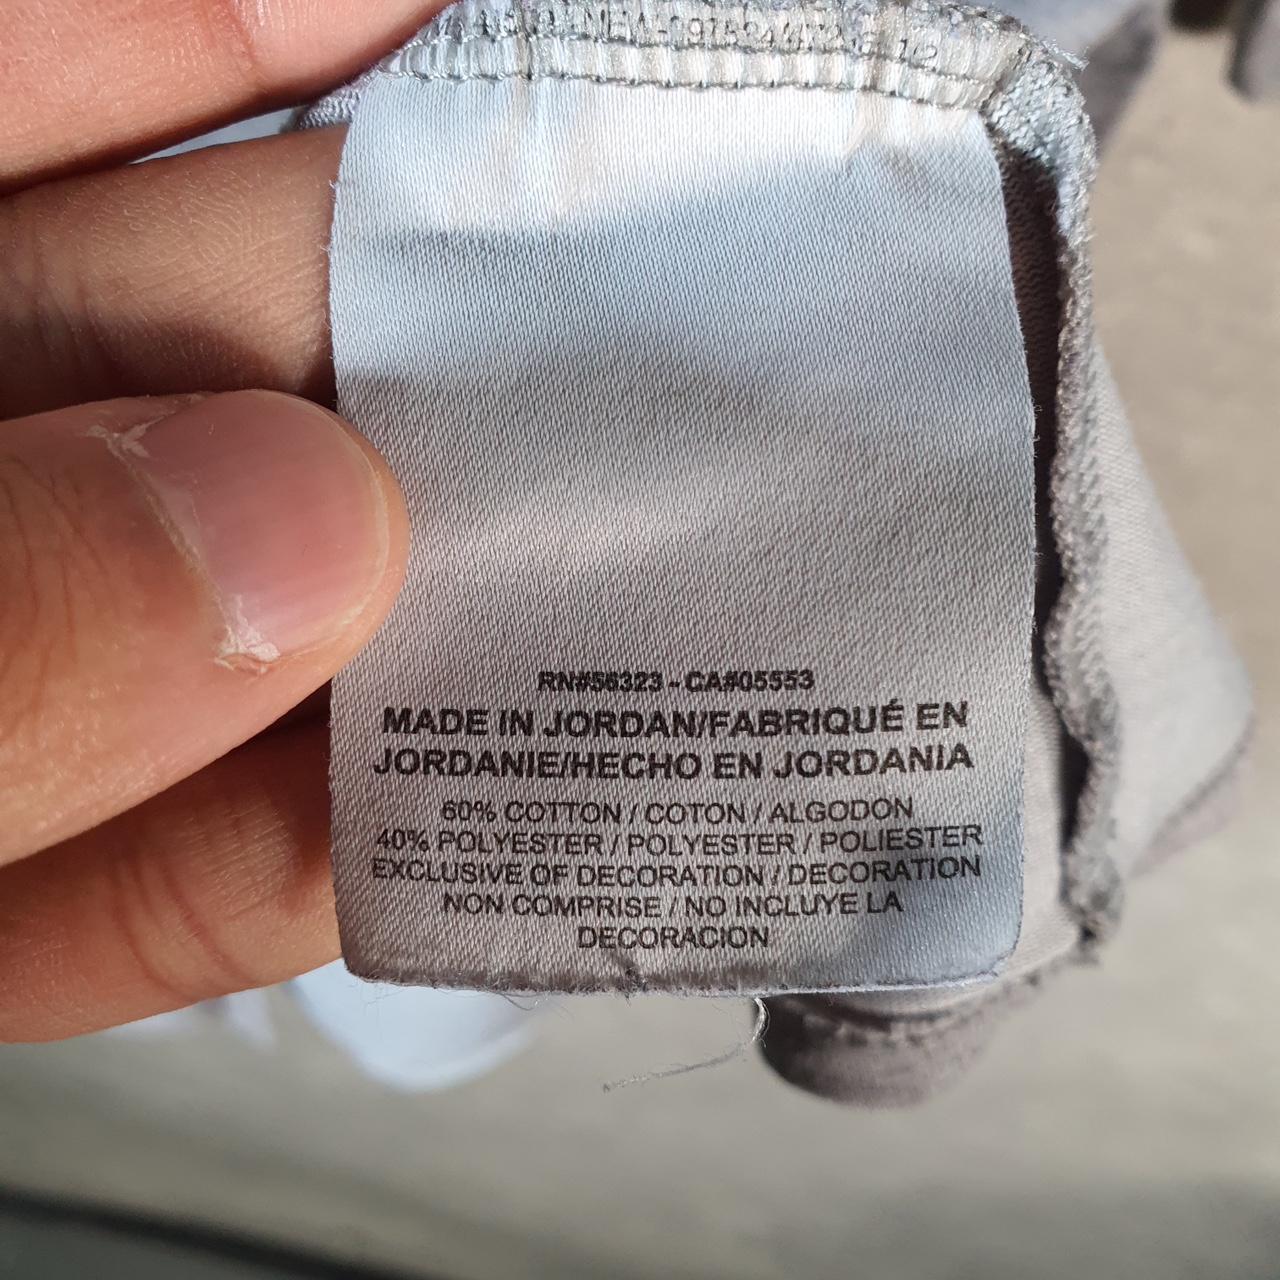 RN#56323 - CA#05553
MADE IN JORDAN/FABRIQUÉ EN
JORDANIE/HECHO EN JORDANIA
60% COTTON / COTON / ALGODON
40% POLYESTER / POLYESTER / POLIESTER
EXCLUSIVE OF DECORATION / DECORATION
NON COMPRISE / NO INCLUYE LA
DECORACION